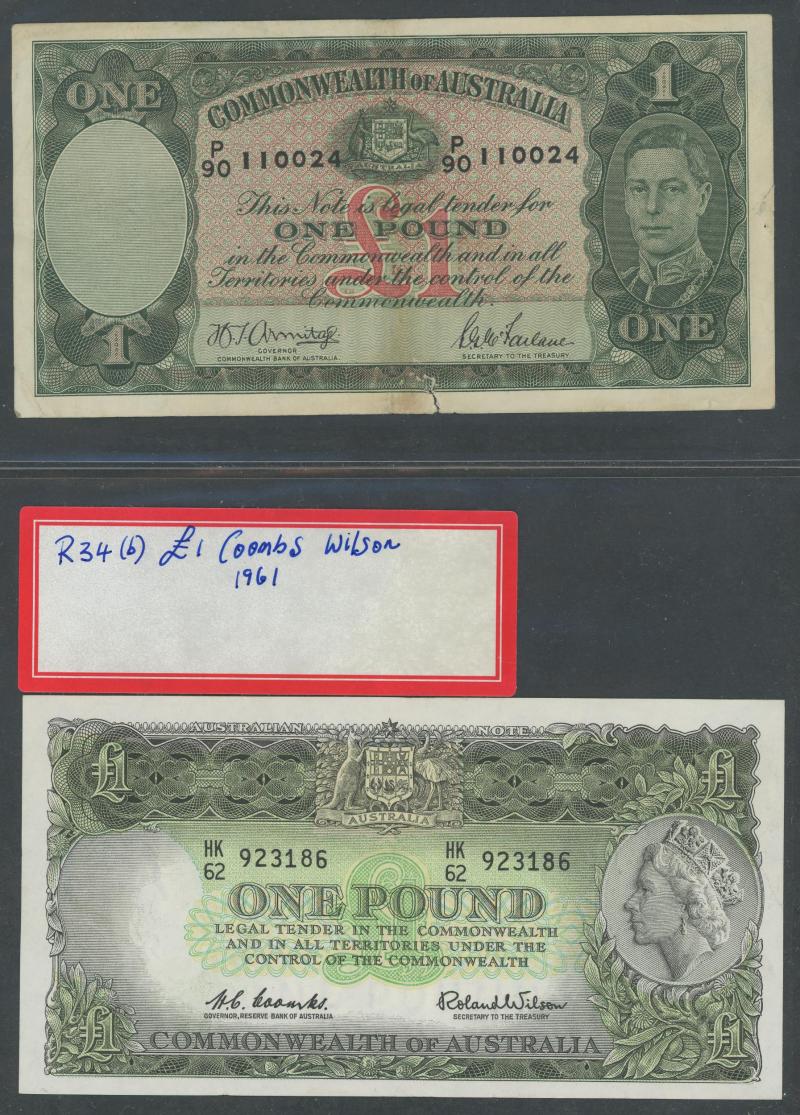 ONE
COMMONWEALTH OF AUSTRALIA
1
P
90 110024
P
90 110024
AUSTRALIA
This Note is legal tender for
ONE POUND
in the Commonwealth and in all
Territories under the control of the
Commonwealth.
£1
H.T. Armitage
GOVERNOR
COMMONWEALTH BANK OF AUSTRALIA.
S.G. McFarlane
SECRETARY TO THE TREASURY.
1
ONE
R34 (b) £1 Coombs Wilson
1961
AUSTRALIAN NOTE
£1
£1
AUSTRALIA
HK
62 923186
HK
62 923186
ONE POUND
LEGAL TENDER IN THE COMMONWEALTH
AND IN ALL TERRITORIES UNDER THE
CONTROL OF THE COMMONWEALTH
£
H.C. Coombs.
GOVERNOR, RESERVE BANK OF AUSTRALIA
Roland Wilson
SECRETARY TO THE TREASURY
£1
COMMONWEALTH OF AUSTRALIA
£1